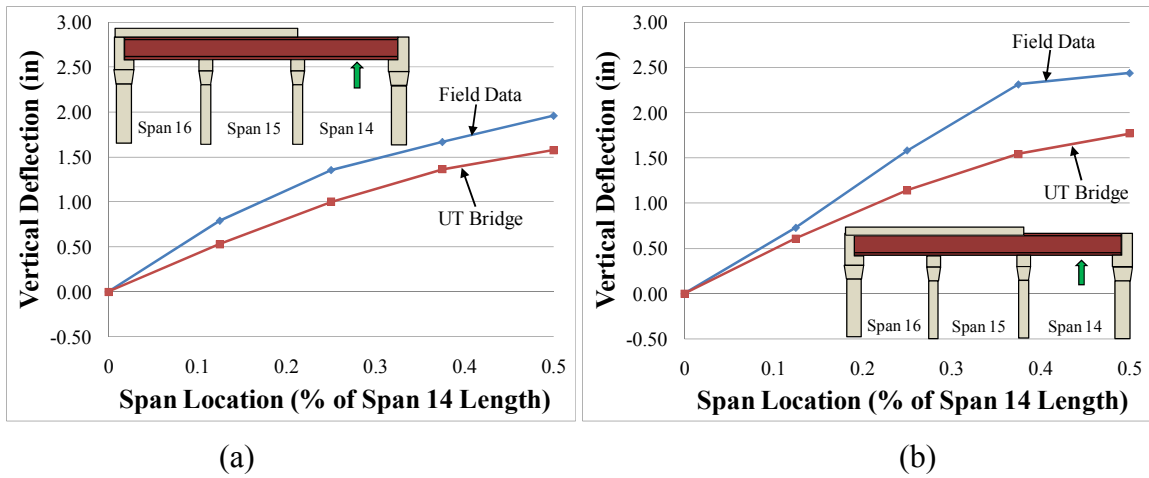 3.00
2.50
2.00
1.50
1.00
0.50
0.00
-0.50
Vertical Deflection (in)
Field Data
UT Bridge
Span 16 Span 15 Span 14
0 0.1 0.2 0.3 0.4 0.5
Span Location (% of Span 14 Length)
(a)
3.00
2.50
2.00
1.50
1.00
0.50
0.00
-0.50
Vertical Deflection (in)
Field Data
UT Bridge
Span 16 Span 15 Span 14
0 0.1 0.2 0.3 0.4 0.5
Span Location (% of Span 14 Length)
(b)